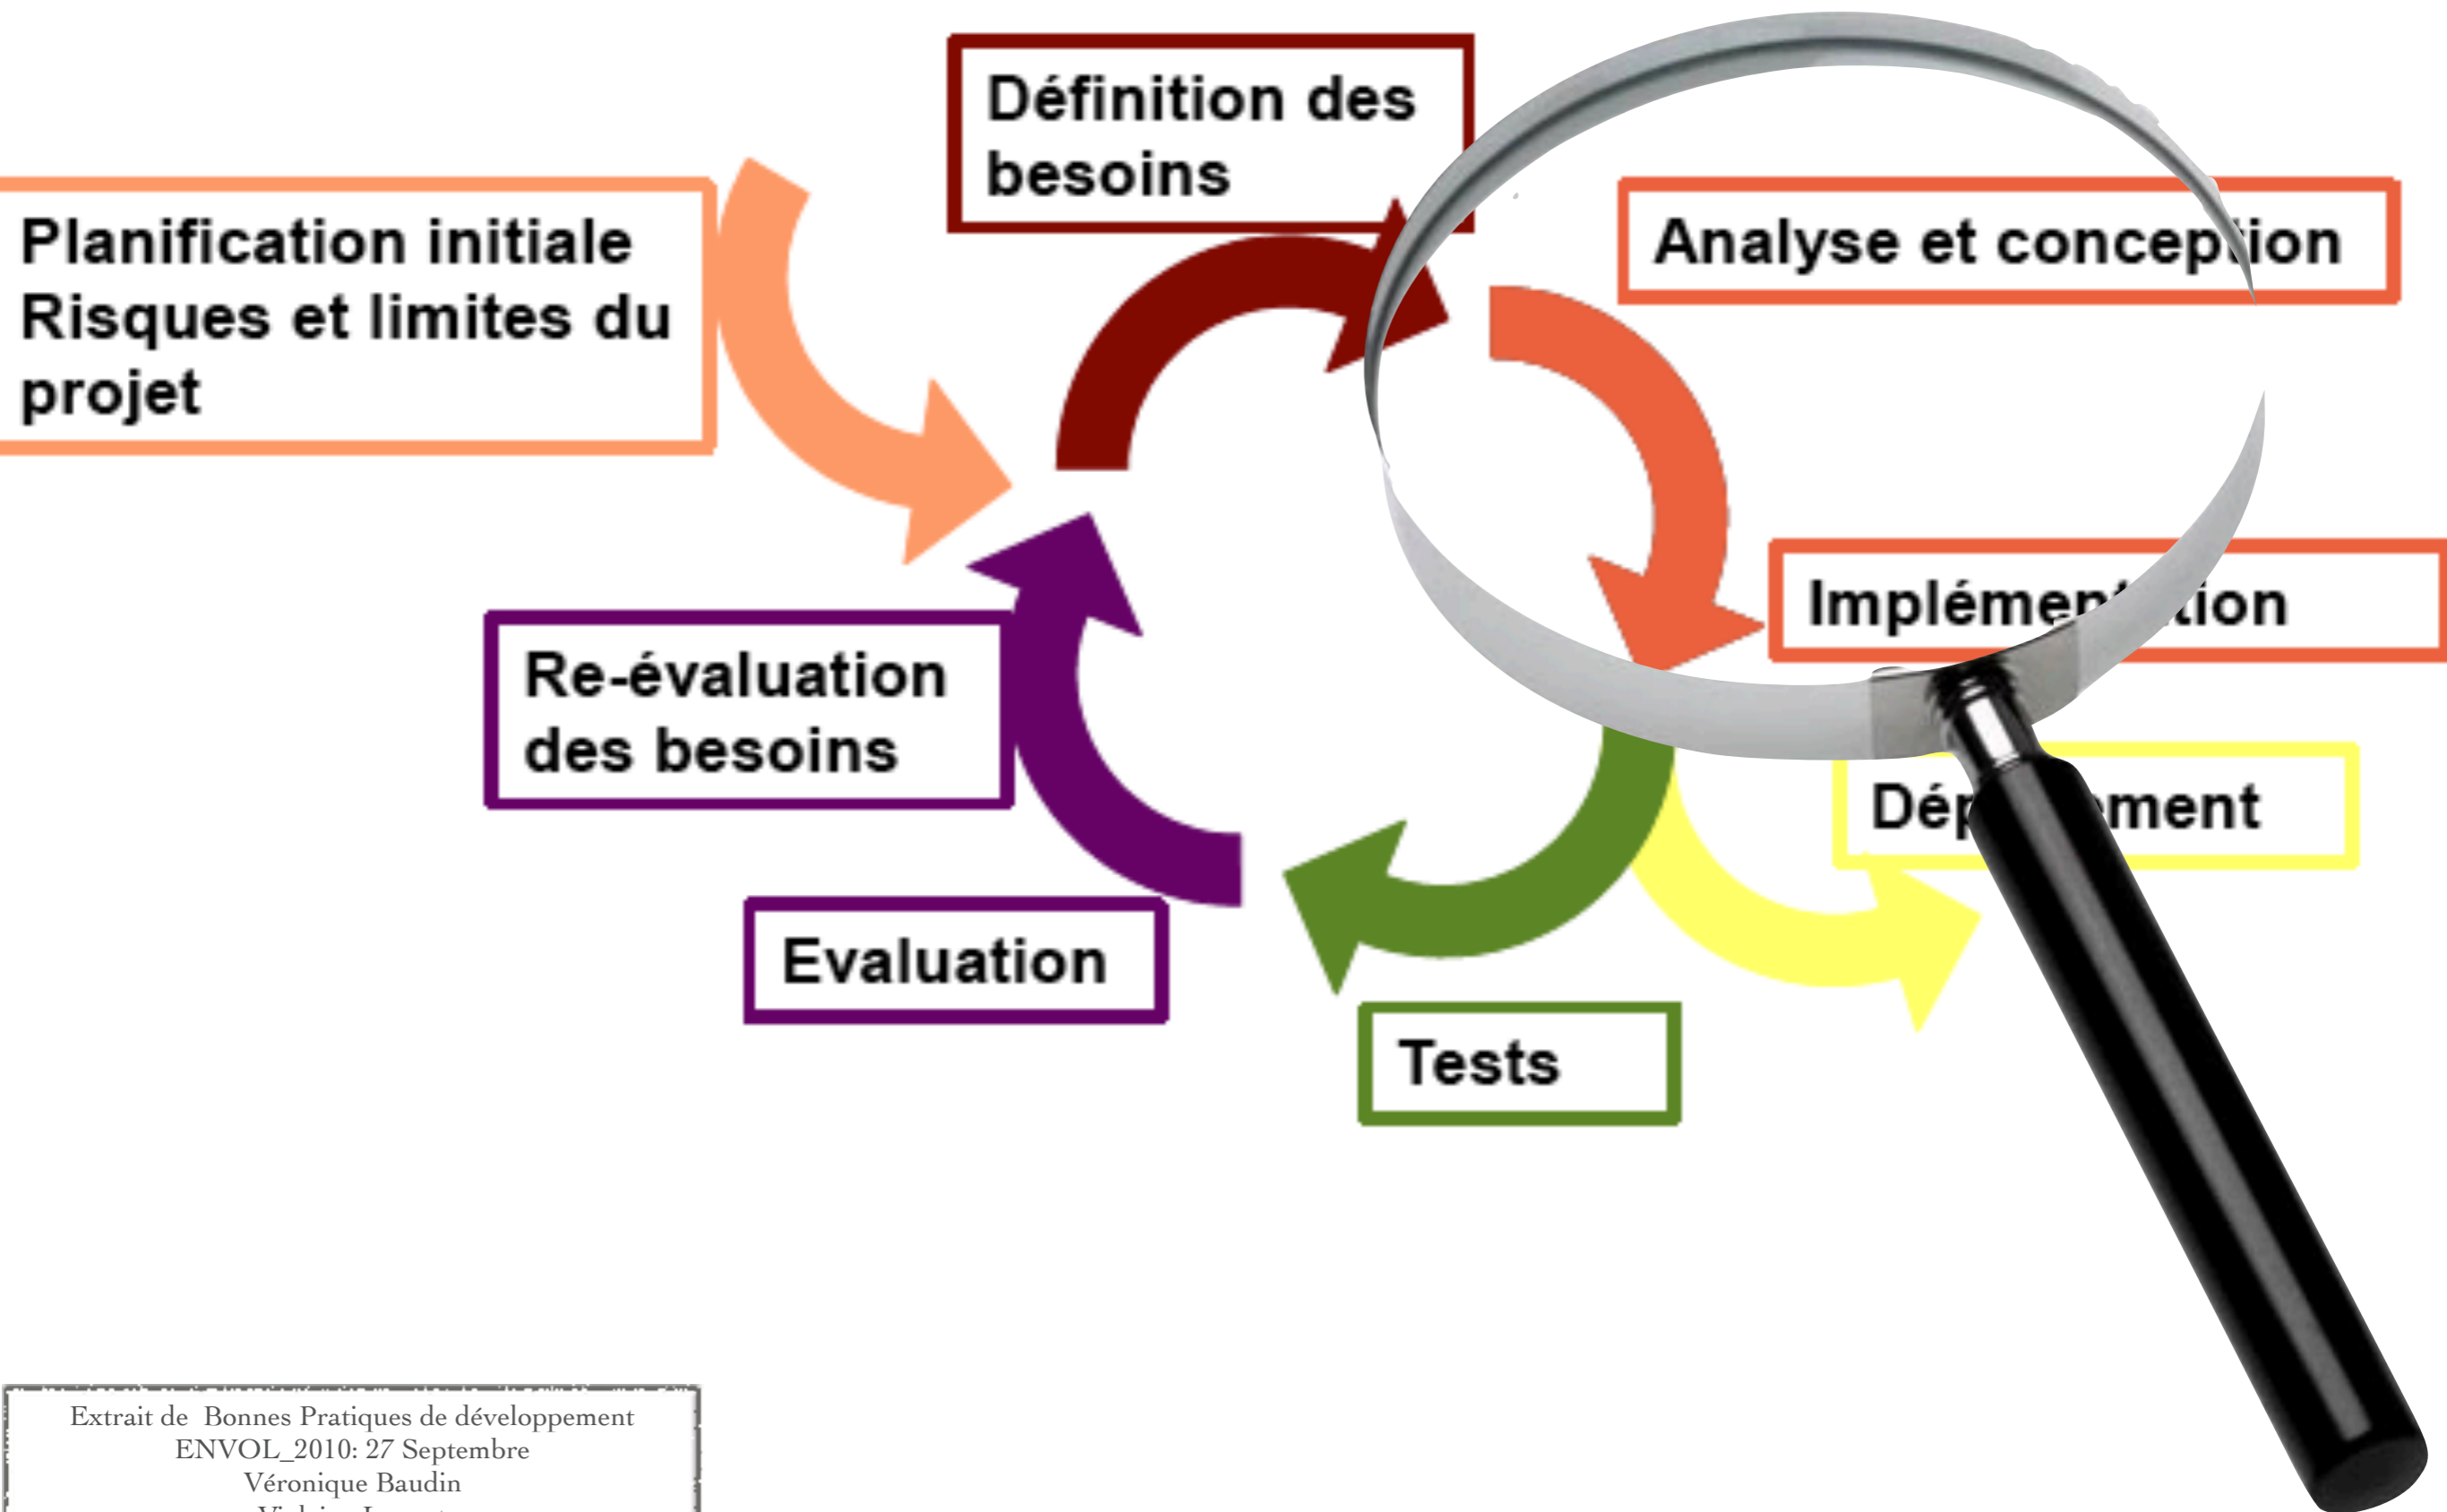 Définition des
besoins
Planification initiale
Risques et limites du
projet
Analyse et conception
Implémentation
Re-évaluation
des besoins
Evaluation
Tests
Extrait de Bonnes Pratiques de développement
ENVOL_2010: 27 Septembre
Véronique Baudin